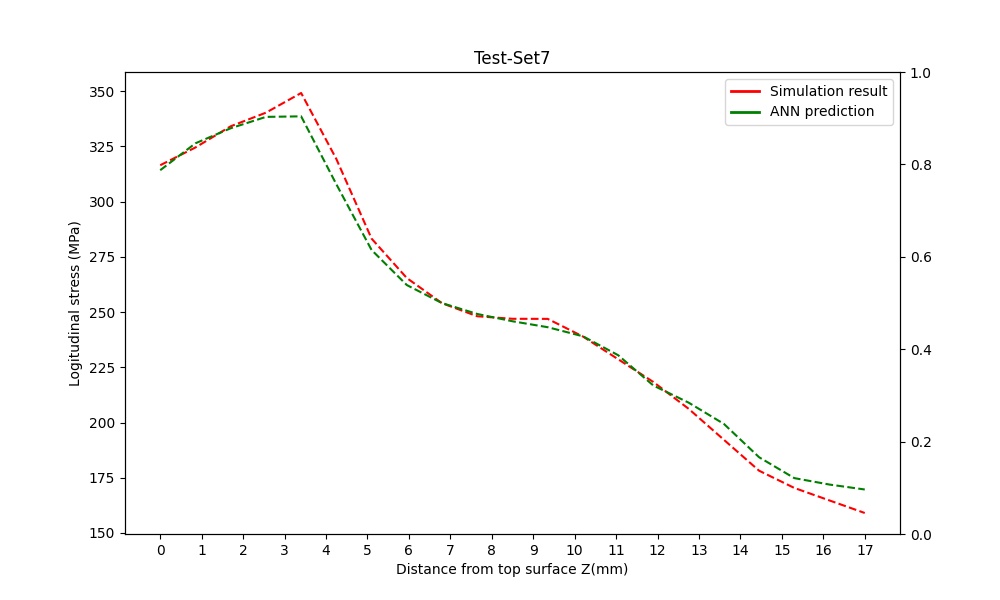 Test-Set7
Simulation result
ANN prediction
350
325
300
275
250
225
200
175
150
Logitudinal stress (MPa)
1.0
0.8
0.6
0.4
0.2
0.0
0 1 2 3 4 5 6 7 8 9 10 11 12 13 14 15 16 17
Distance from top surface Z(mm)